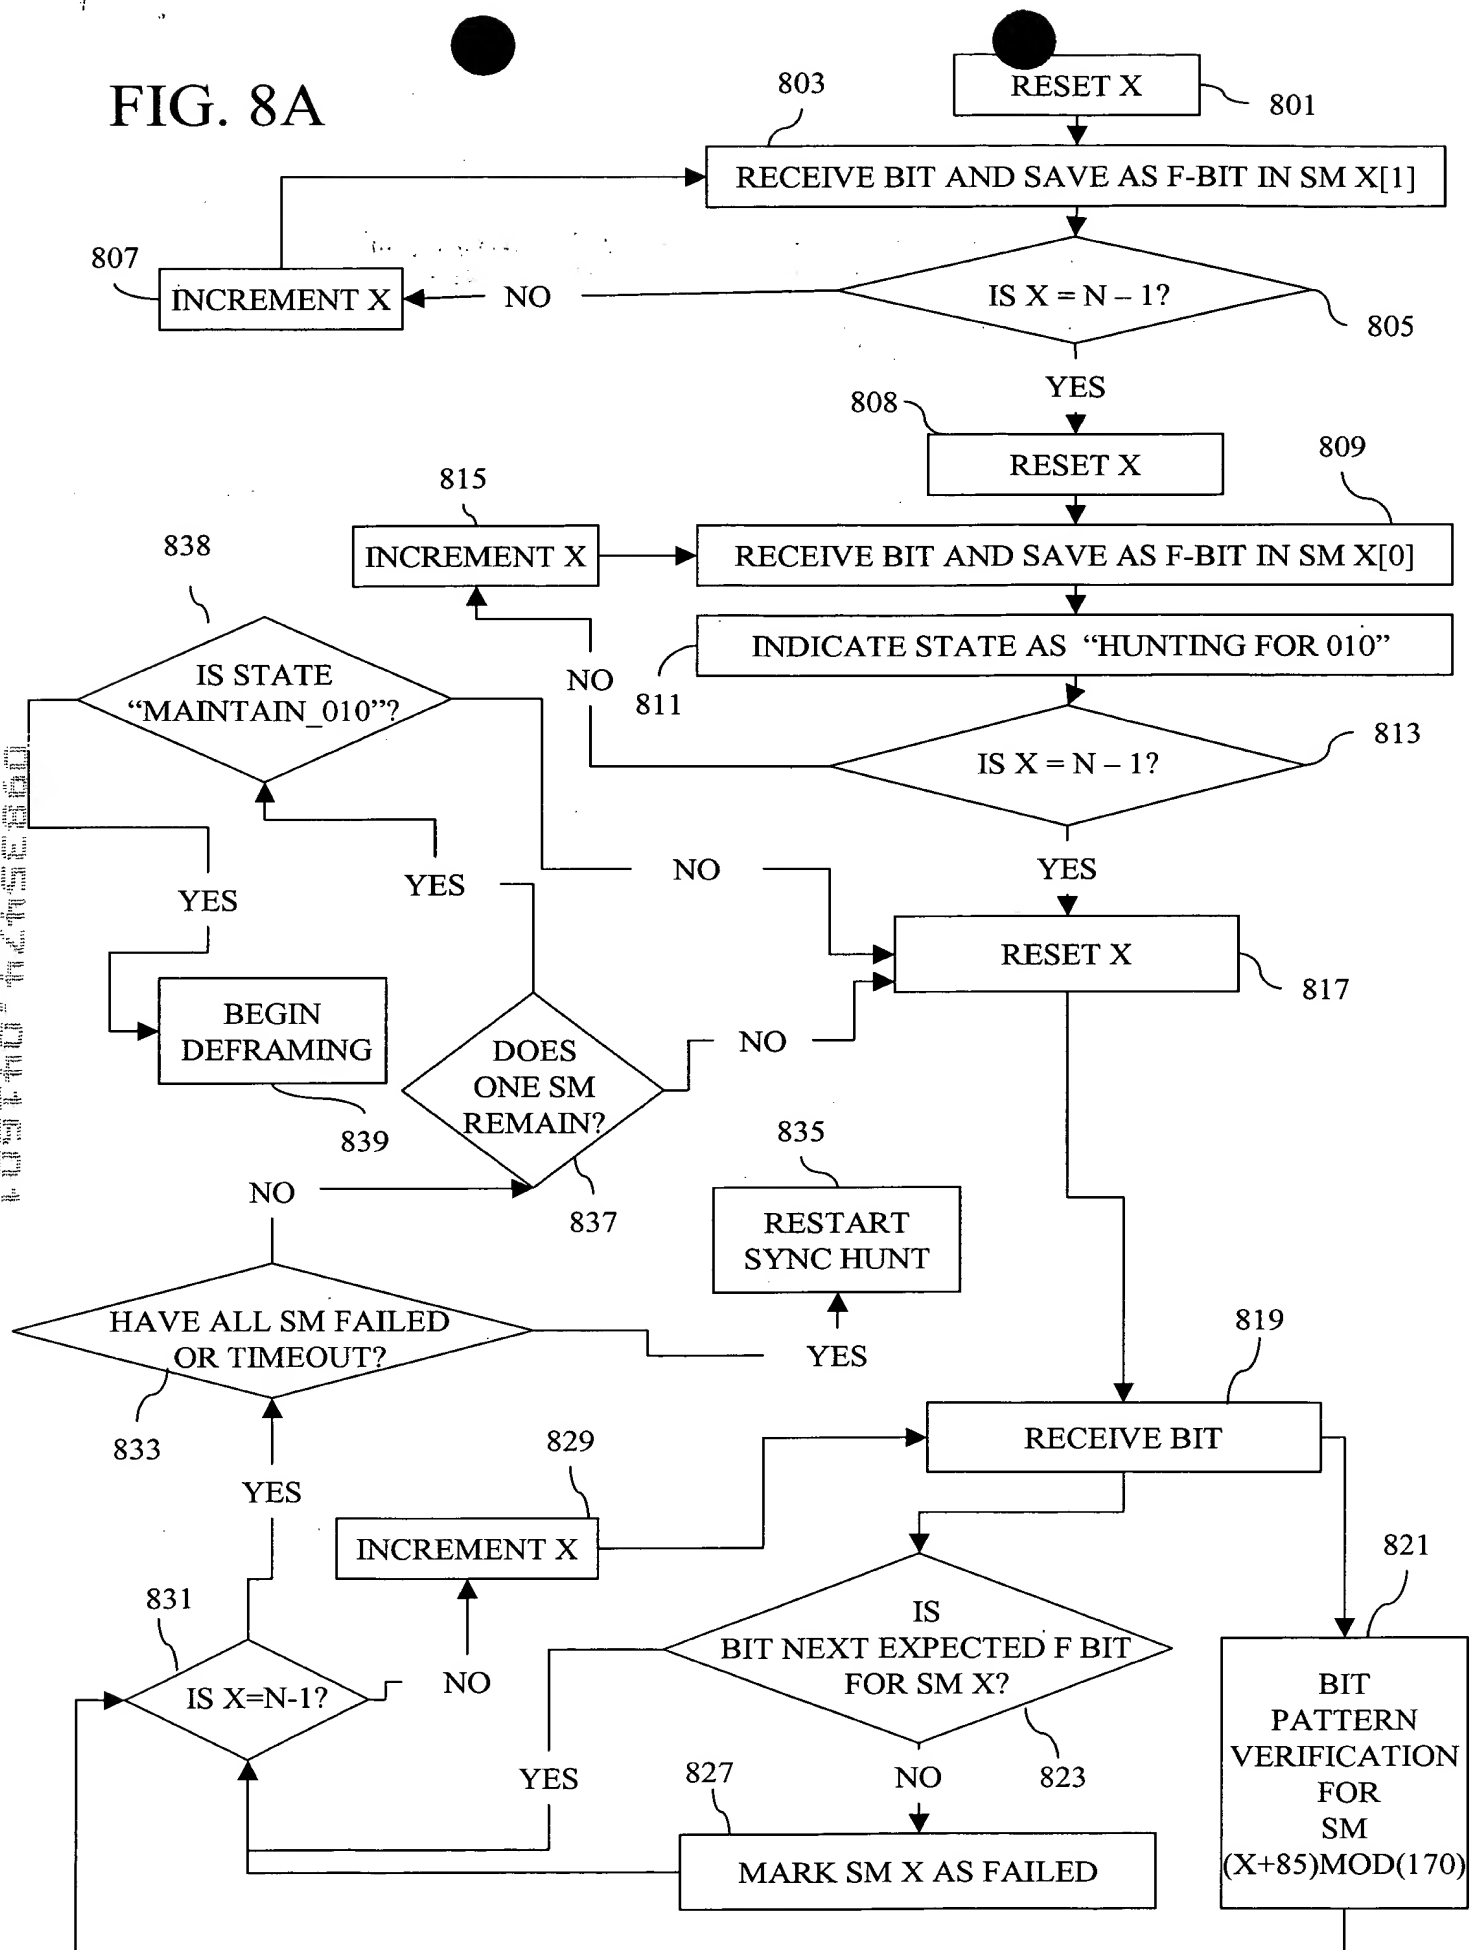 FIG. 8A
803
RESET X
801
RECEIVE BIT AND SAVE AS F-BIT IN SM X[1]
807
INCREMENT X
NO
IS X = N – 1?
805
YES
808
RESET X
809
815
838
INCREMENT X
RECEIVE BIT AND SAVE AS F-BIT IN SM X[0]
INDICATE STATE AS "HUNTING FOR 010"
IS STATE
"MAINTAIN_010"?
NO
811
813
IS X = N – 1?
YES
NO
YES
YES
RESET X
817
BEGIN
DEFRAMING
839
DOES
ONE SM
REMAIN?
NO
835
NO
837
RESTART
SYNC HUNT
HAVE ALL SM FAILED
OR TIMEOUT?
YES
819
833
829
RECEIVE BIT
YES
INCREMENT X
821
831
IS
BIT NEXT EXPECTED F BIT
FOR SM X?
IS X=N-1?
NO
BIT
PATTERN
VERIFICATION
FOR
SM
(X+85)MOD(170)
YES
827
NO
823
MARK SM X AS FAILED